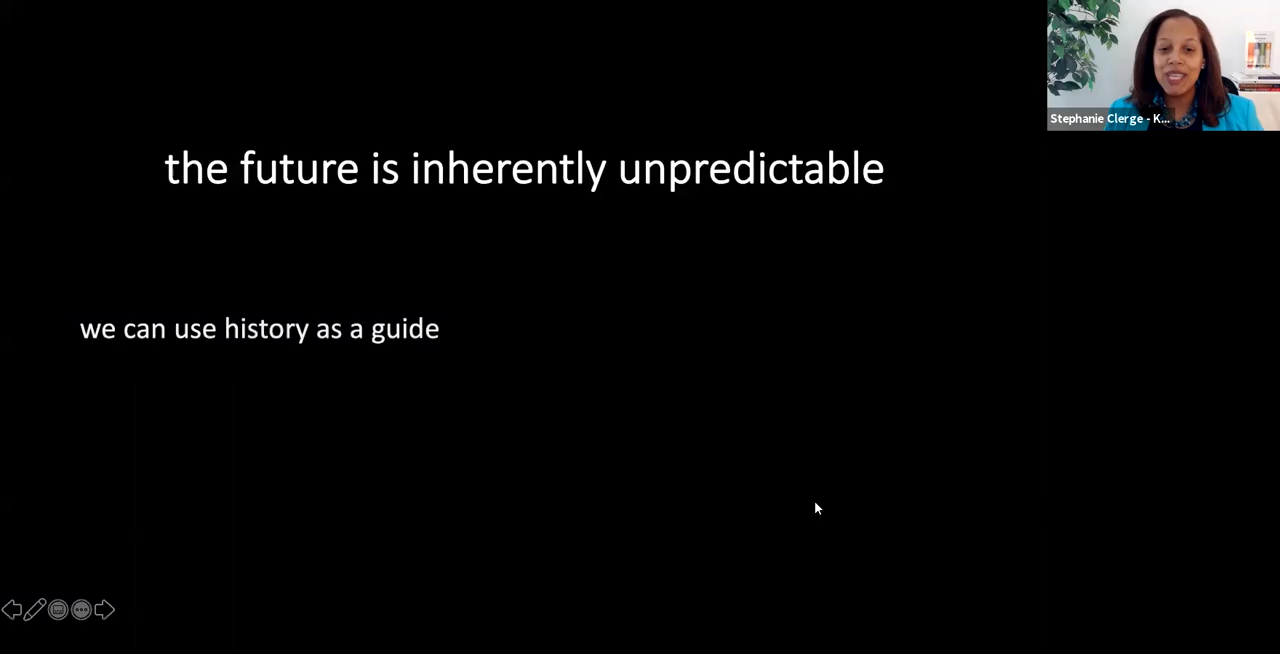 the future is inherently unpredictable
Stephanie Clerge - K...
we can use history as a guide